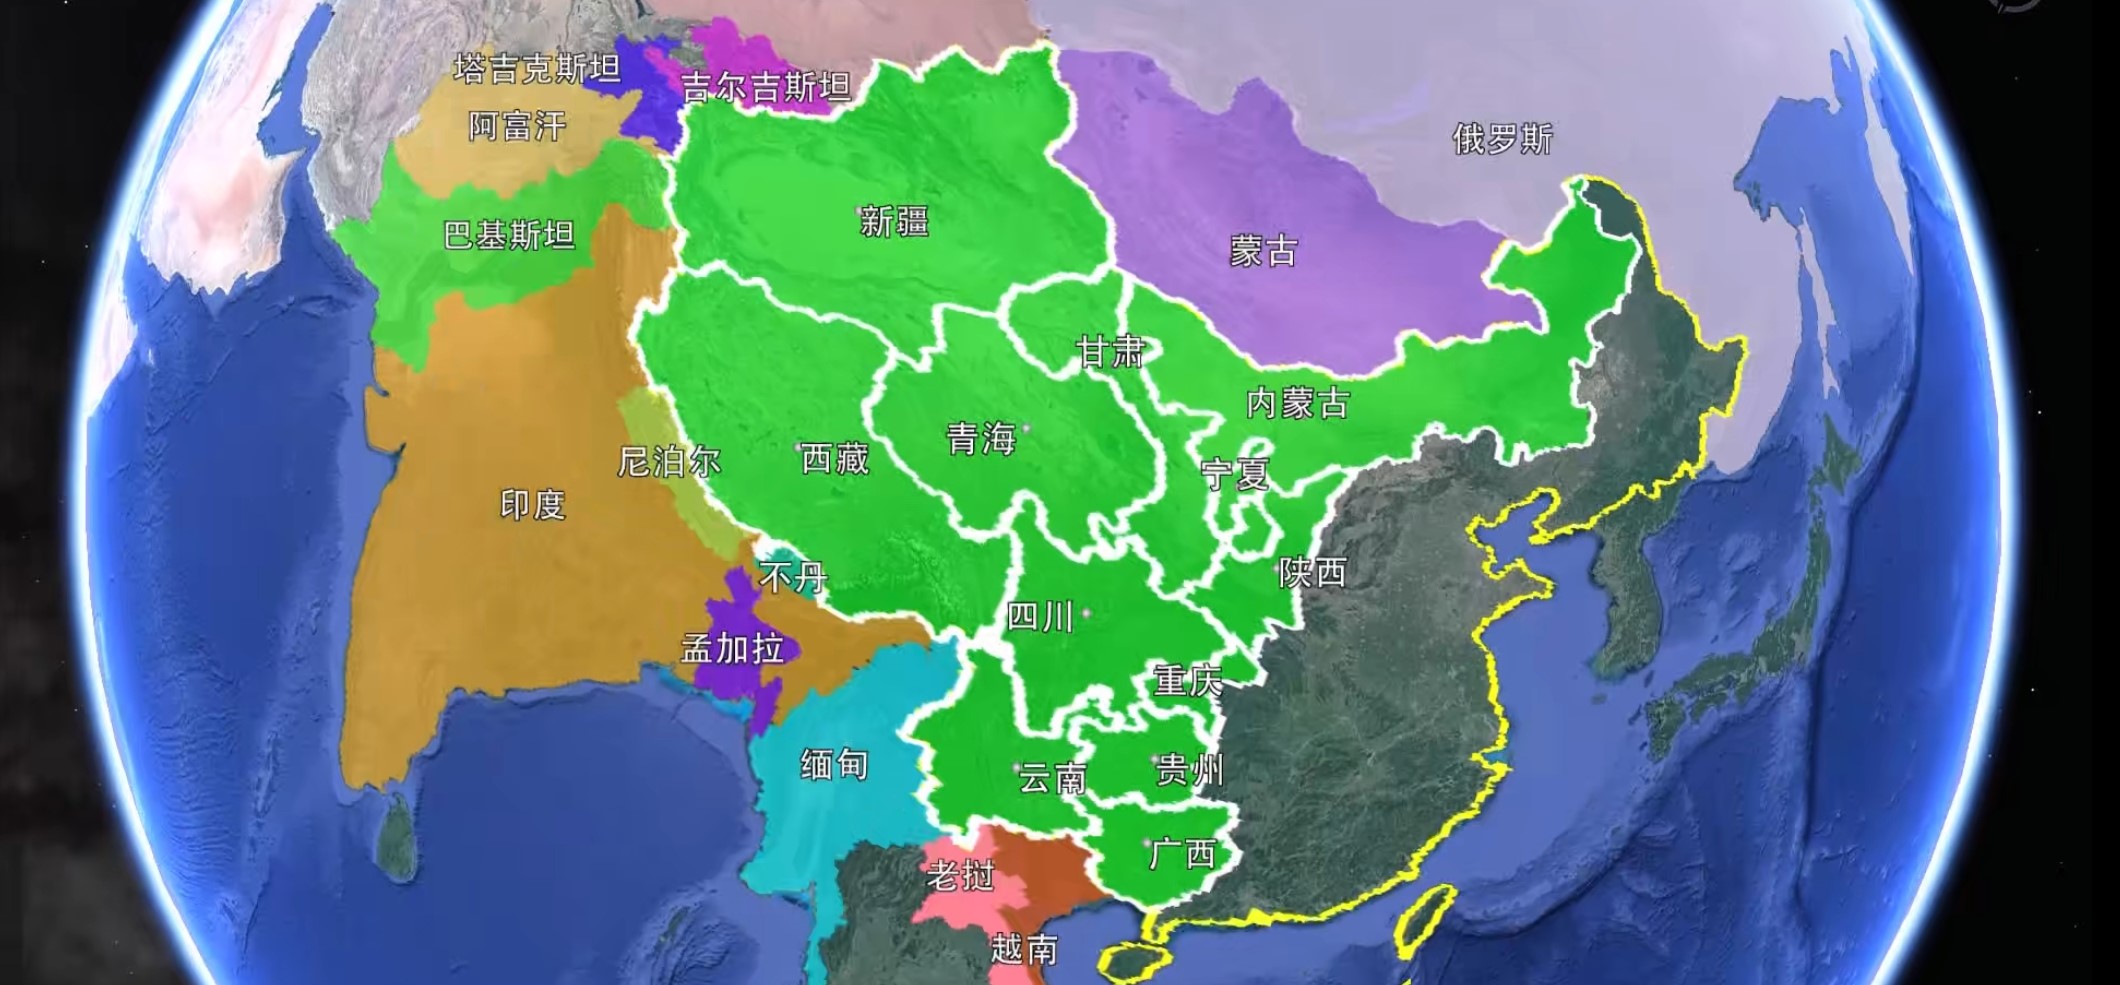 塔吉克斯坦
吉尔吉斯坦
阿富汗
俄罗斯
新疆
巴基斯坦
蒙古
甘肃
内蒙古
青海
西藏
尼泊尔
宁夏
印度
不丹
陕西
四川
孟加拉
重庆
缅甸
云南
贵州
广西
老挝
越南